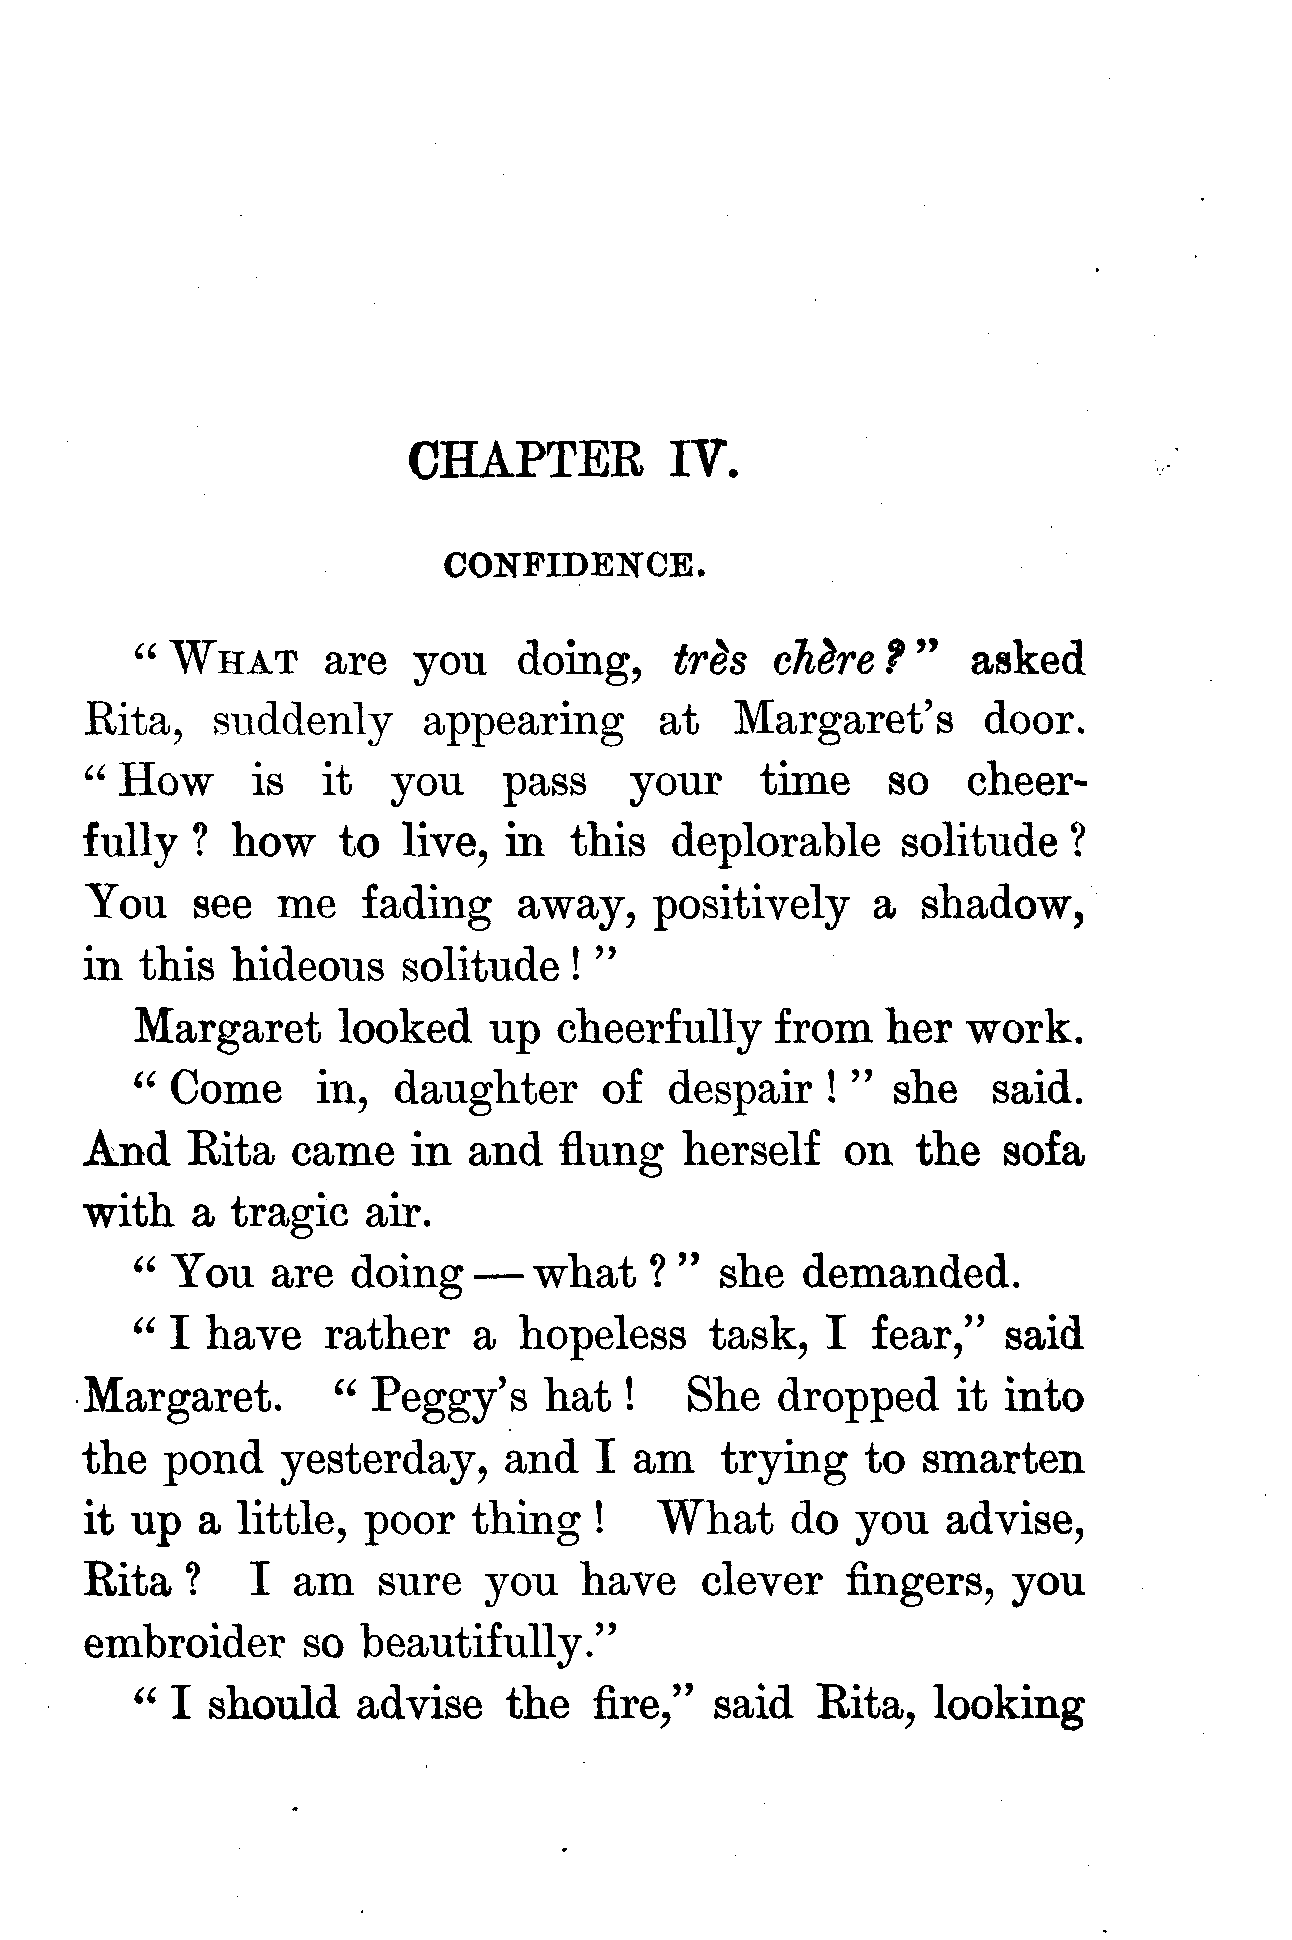 CHAPTER IV.
CONFIDENCE.
“ WHAT are you doing, très chère ? ” asked
Rita, suddenly appearing at Margaret’s door.
“ How is it you pass your time so cheer-
fully ? how to live, in this deplorable solitude ?
You see me fading away, positively a shadow,
in this hideous solitude ! ”
Margaret looked up cheerfully from her work.
“ Come in, daughter of despair ! ” she said.
And Rita came in and flung herself on the sofa
with a tragic air.
“ You are doing — what ? ” she demanded.
“ I have rather a hopeless task, I fear,” said
Margaret. “ Peggy’s hat ! She dropped it into
the pond yesterday, and I am trying to smarten
it up a little, poor thing ! What do you advise,
Rita ? I am sure you have clever fingers, you
embroider so beautifully.”
“ I should advise the fire,” said Rita, looking